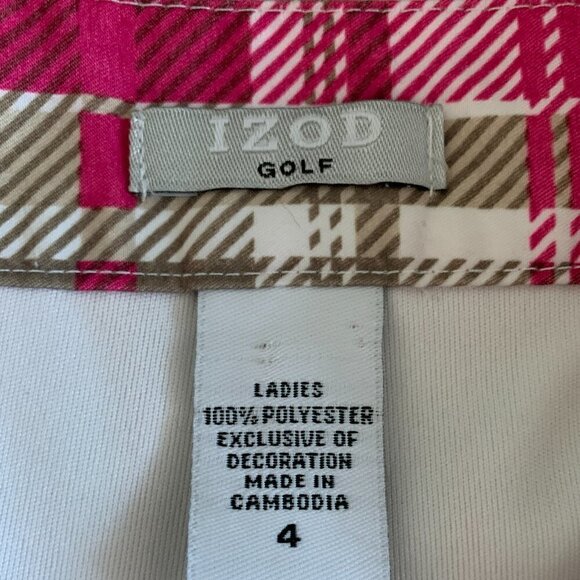 IZOD
GOLF
LADIES
100% POLYESTER
EXCLUSIVE OF
DECORATION
MADE IN
CAMBODIA
4